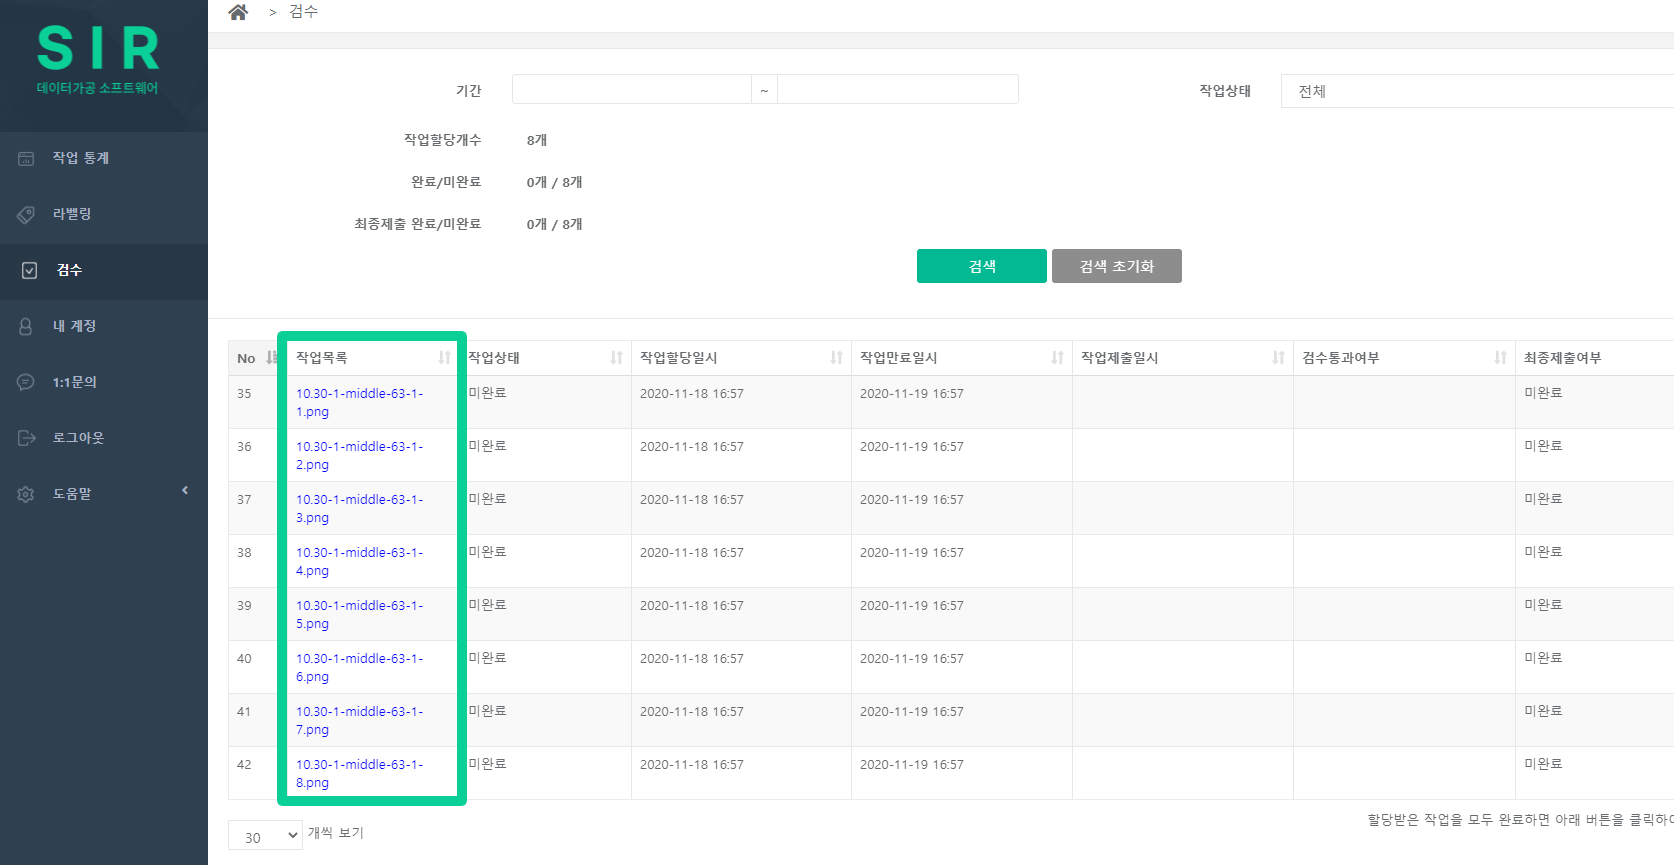 SIR
데이터가공 소프트웨어
작업 통계
라벨링
검수
내 계정
1:1문의
로그아웃
도움말
> 검수
기간 ~ 작업상태 전체
작업할당개수 8개
완료/미완료 0개 / 8개
최종제출 완료/미완료 0개 / 8개
검색 검색 초기화
No 작업목록 작업상태 작업할당일시 작업만료일시 작업제출일시 검수통과여부 최종제출여부
35 10.30-1-middle-63-1- 미완료 2020-11-18 16:57 2020-11-19 16:57 미완료
1.png
36 10.30-1-middle-63-1- 미완료 2020-11-18 16:57 2020-11-19 16:57 미완료
2.png
37 10.30-1-middle-63-1- 미완료 2020-11-18 16:57 2020-11-19 16:57 미완료
3.png
38 10.30-1-middle-63-1- 미완료 2020-11-18 16:57 2020-11-19 16:57 미완료
4.png
39 10.30-1-middle-63-1- 미완료 2020-11-18 16:57 2020-11-19 16:57 미완료
5.png
40 10.30-1-middle-63-1- 미완료 2020-11-18 16:57 2020-11-19 16:57 미완료
6.png
41 10.30-1-middle-63-1- 미완료 2020-11-18 16:57 2020-11-19 16:57 미완료
7.png
42 10.30-1-middle-63-1- 미완료 2020-11-18 16:57 2020-11-19 16:57 미완료
8.png
할당받은 작업을 모두 완료하면 아래 버튼을
30 개씩 보기